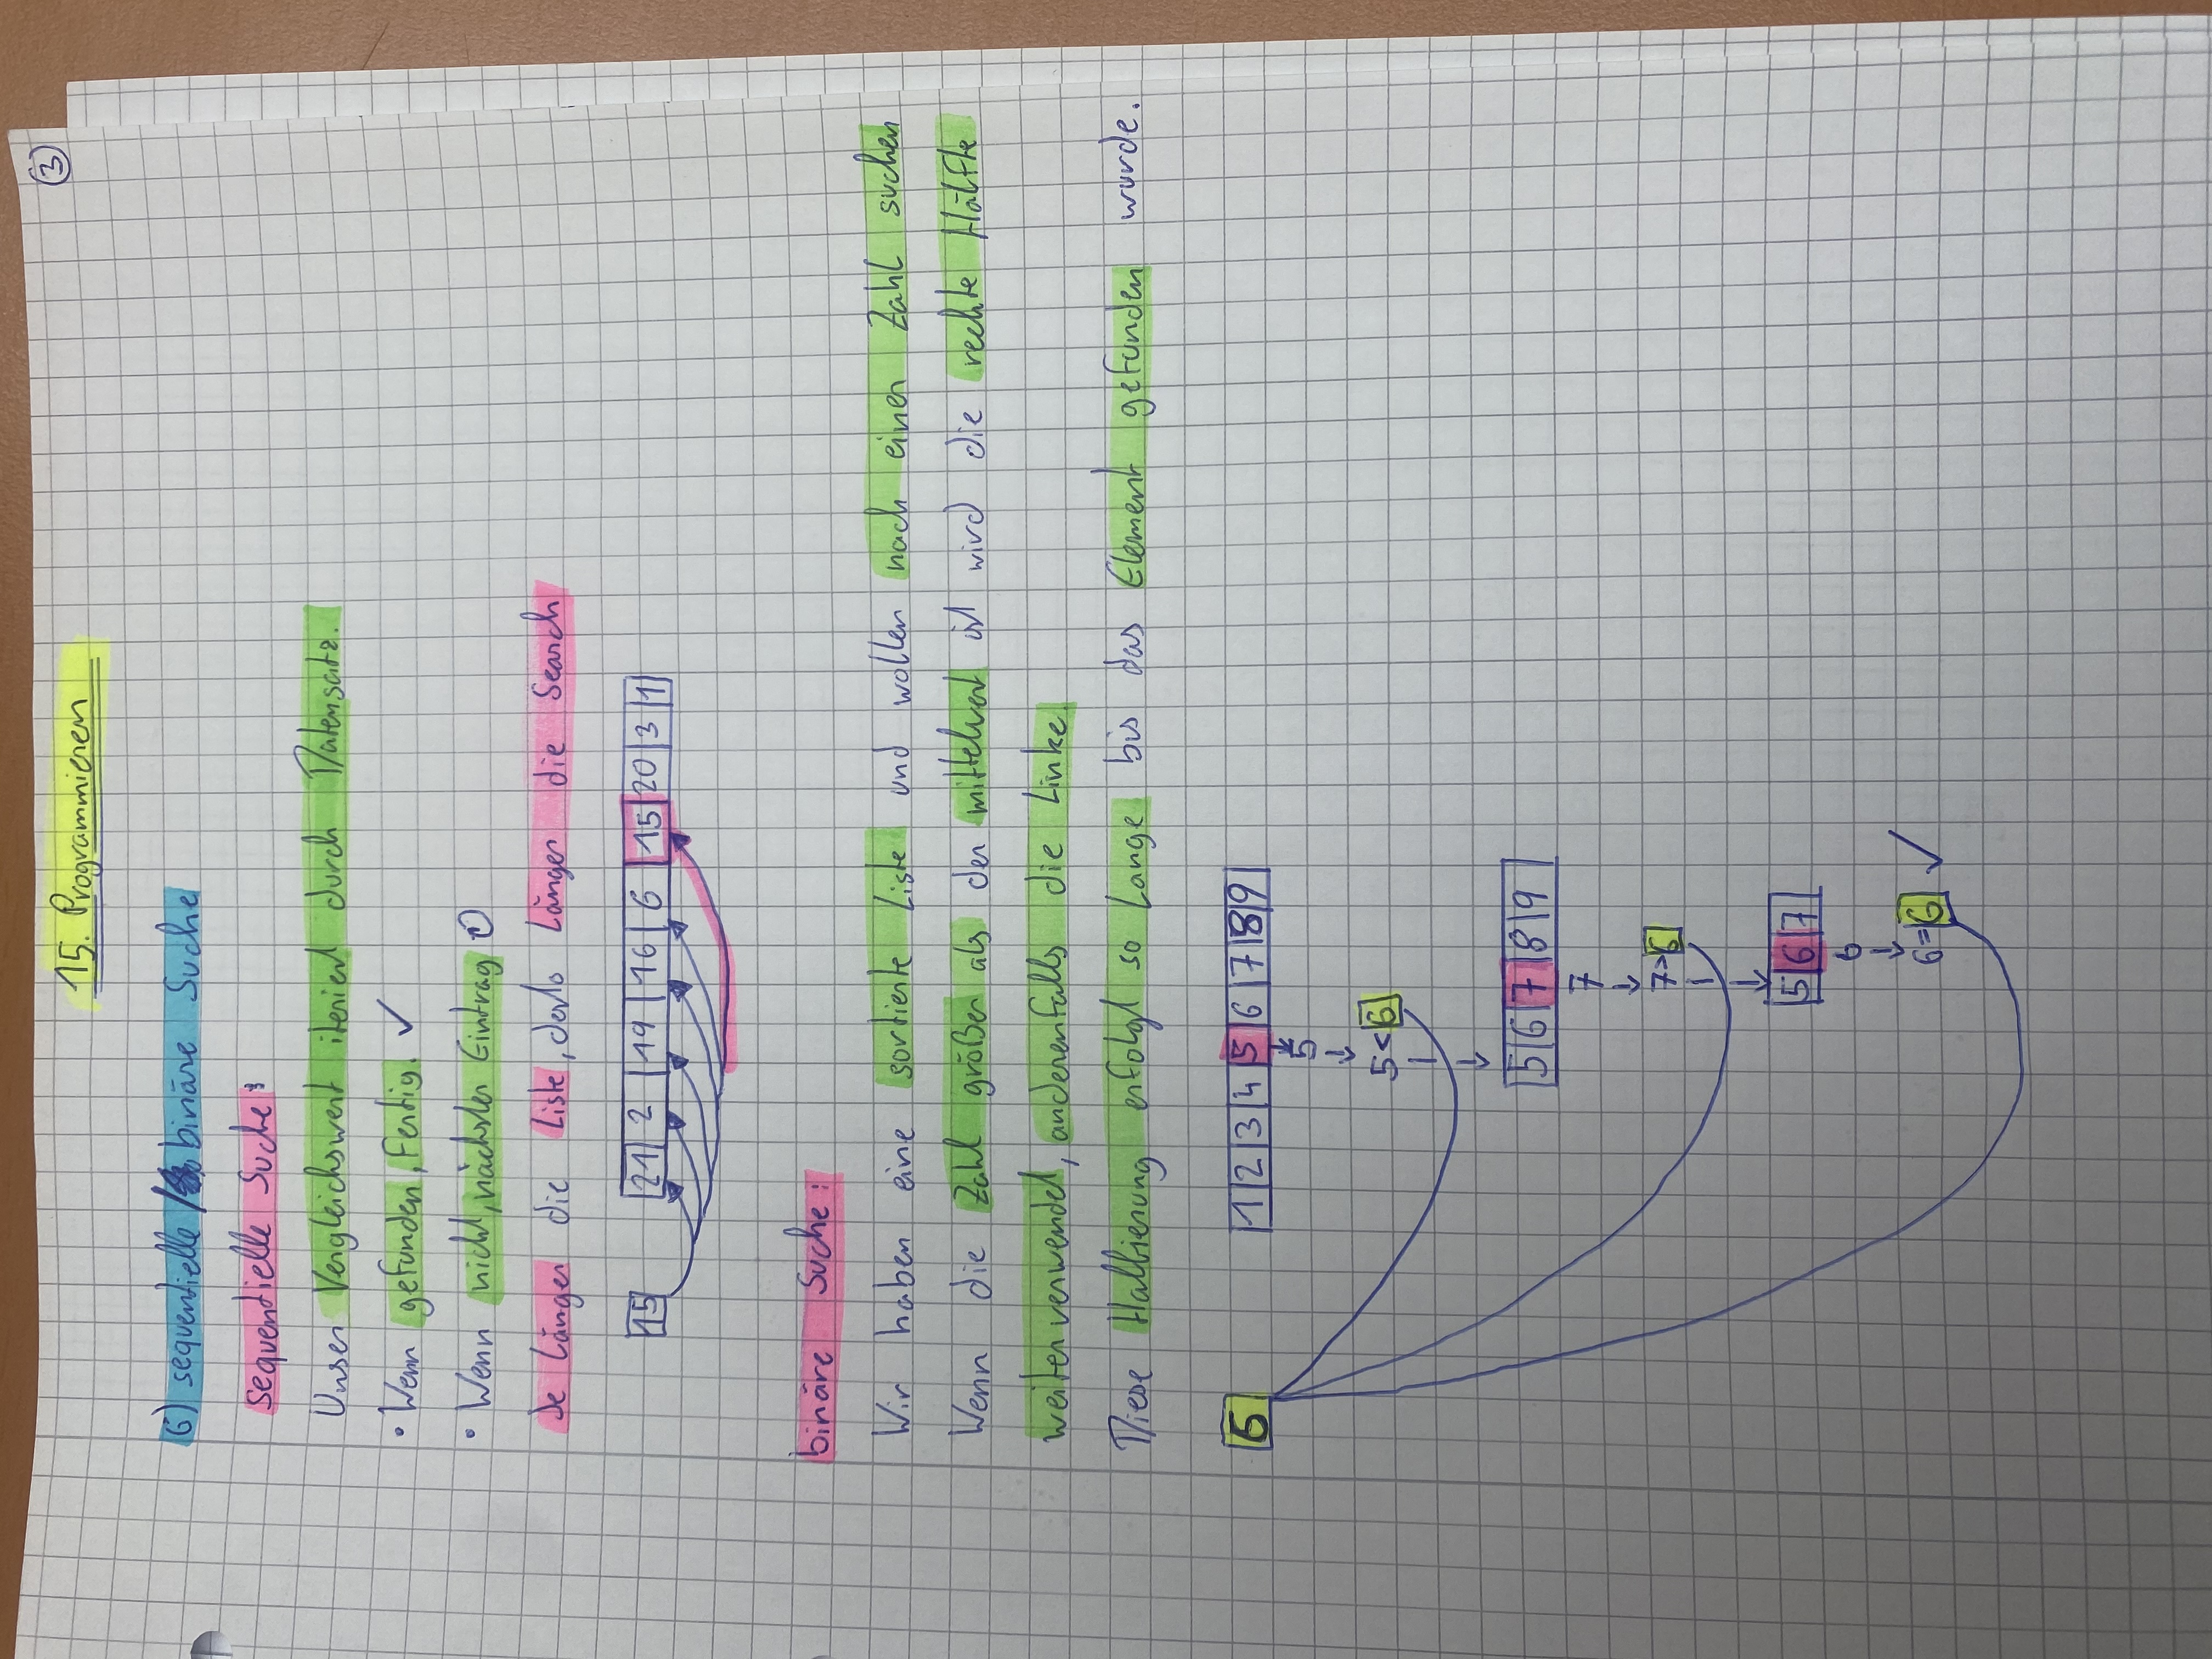 3
15. Programmieren
6) sequentielle / binäre Suche
sequentielle Suche:
Unser Vergleichswert iteriert durch Datensatz.
• Wenn gefunden, Fertig. ✓
• Wenn nicht, nächster Eintrag
Je Länger die Liste, desto Länger die Search
15 21 2 19 16 6 15 20 3 1
binäre Suche:
Wir haben eine sortierte Liste und wollen nach einer Zahl suchen
Wenn die Zahl größer als der mittelwert ist wird die rechte Hälfte
weiter verwendet, anderenfalls die Linke.
Diese Halbierung erfolgt so Lange bis das Element gefunden wurde.
6 1 2 3 4 5 6 7 8 9
5
5 < 6
5 6 7 8 9
7
7 > 6
5 6 7
6
6 = 6 ✓